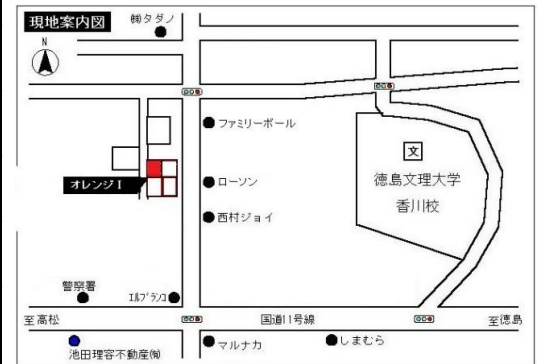 現地案内図
㈱タダノ
N
ファミリーボール
文
徳島文理大学
香川校
オレンジⅠ
ローソン
西村ジョイ
警察署
エルブランコ
至高松
国道11号線
至徳島
池田理容不動産㈱
マルナカ
しまむら